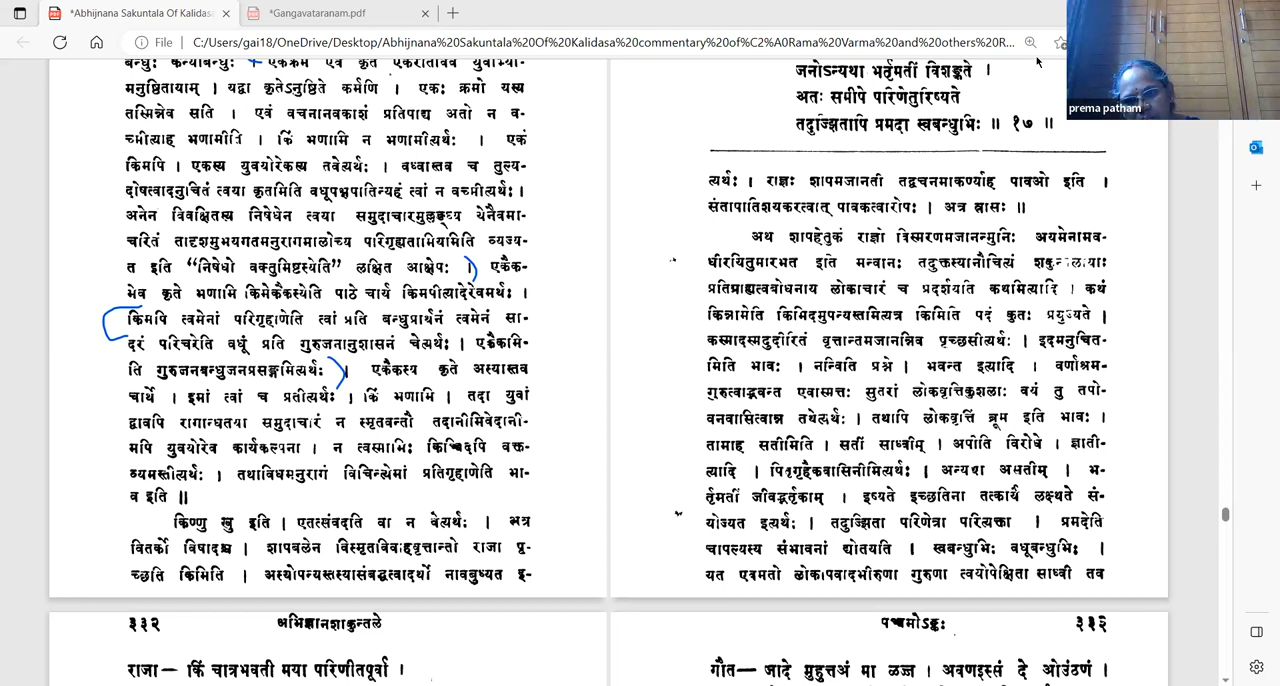 *Abhijnana Sakuntala Of Kalidasa
*Gangavataranam.pdf
File
C:/Users/gai18/OneDrive/Desktop/Abhijnana%20Sakuntala%20Of%20Kalidasa%20commentary%20of%C2%A0Rama%20Varma%20and%20others%20R...
prema patham
बन्धुः कन्याबन्धुः एकक्रम एव कृते एकरात्रावेव युवाभ्या-
मनुष्ठितायाम् । यद्वा कृतेऽनुष्ठिते कर्मणि । एकः क्रमो यस्य
तस्मिन्नेव सति । एवं वचनानवकाशं प्रतिपाद्य अतो न व-
च्मीत्याह भणामीति । किं भणामि न भणामीत्यर्थः । एकं
किमपि । एकस्य युवयोरेकस्य तवेत्यर्थः । वध्वास्तव च तुल्य-
दोषत्वादनुचितं त्वया कृतमिति वधूपक्षपातिन्यहं त्वां न वच्मीत्यर्थः।
अनेन विवक्षितस्य निषेधेन त्वया समुदाचारमुल्लङ्घ्य येनैवमा-
चरितं तादृशमुभयगतमनुरागमालोच्य परिगृह्यतामियमिति व्यज्य-
त इति “निषेधो वक्तुमिष्टस्येति” लक्षित आक्षेपः । एकैक-
मेव कृते भणामि किमेकैकस्येति पाठे चार्य किमपीत्यादेरेवमर्थः ।
किमपि त्वमेनां परिगृहाणेति त्वां प्रति बन्धुप्रार्थनं त्वमेनं सा-
दरं परिचरेति वधूं प्रति गुरुजनानुशासनं चेत्यर्थः । एकैकमि-
ति गुरुजनबन्धुजनप्रसङ्गमित्यर्थः । एकैकस्य कृते अस्यास्तव
चार्थे । इमां त्वां च प्रतीत्यर्थः । किं भणामि । तदा युवां
द्वावपि रागान्धतया समुदाचारं न स्मृतवन्तौ तदानीमिवेदानी-
मपि युवयोरेव कार्यकल्पना । न त्वस्माभिः किञ्चिदपि वक्त-
व्यमस्तीत्यर्थः । तथाविधमनुरागं विचिन्त्येमां प्रतिगृहाणेति भा-
व इति ॥
किण्णु खु इति । एतत्संवदति वा न वेत्यर्थः । अत्र
वितर्को विषादश्च । शापबलेन विस्मृतविवाहवृत्तान्तो राजा पृ-
च्छति किमिति । अस्योपन्यस्तस्यासंबद्धत्वादर्थो नावबुध्यत इ-
३३२ अभिज्ञानशाकुन्तले
राजा— किं चात्रभवती मया परिणीतपूर्वा ।
जनोऽन्यथा भर्तृमतीं विशङ्कते ।
अतः समीपे परिणेतुरिष्यते
तदुज्झितापि प्रमदा स्वबन्धुभिः ॥ १७ ॥
त्यर्थः । राज्ञः शापमजानती तद्वचनमाकर्ण्याह पावओ इति ।
संतापातिशयकरत्वात् पावकत्वारोपः । अत्र त्रासः ॥
अथ शापहेतुकं राज्ञो विस्मरणमजानन्मुनिः अयमेनामव-
धीरयितुमारभत इति मन्वानः तदुक्तस्यानौचित्यं शकुन्तलायाः
प्रतिग्राह्यत्वबोधनाय लोकाचारं च प्रदर्शयति कथमित्यादि । कथं
किन्नामेति किमिदमुपन्यस्तमित्यत्र किमिति पदं कुतः प्रयुज्यते ।
कस्मादस्मदुदीरितं वृत्तान्तमजानन्निव पृच्छसीत्यर्थः । इदमनुचित-
मिति भावः । नन्विति प्रश्ने । भवन्त इत्यादि । वर्णाश्रम-
गुरुत्वाद्भवन्त एवास्मत्तः सुतरां लोकवृत्तिकुशलाः वयं तु तपो-
वनवासित्वान्न तथेत्यर्थः । तथापि लोकवृत्तिं ब्रूम इति भावः ।
तामाह सतीमिति । सतीं साध्वीम् । अपीति विरोधे । ज्ञाती-
त्यादि । पितृगृहैकवासिनीमित्यर्थः । अन्यथा असतीम् । भ-
र्तृमतीं जीवद्भर्तृकाम् । इष्यते इच्छतिना तत्कार्यं लक्ष्यते सं-
योज्यत इत्यर्थः । तदुज्झिता परिणेत्रा परित्यक्ता । प्रमदेति
चापल्यस्य संभावनां द्योतयति । स्वबन्धुभिः वधूबन्धुभिः ।
यत एवमतो लोकापवादभीरुणा गुरुणा त्वयोपेक्षिता साध्वी तव
पञ्चमोऽङ्कः ३३३
गौत— जादे मुहुत्तअं मा लज्ज । अवणइस्सं दे ओउंठणं ।